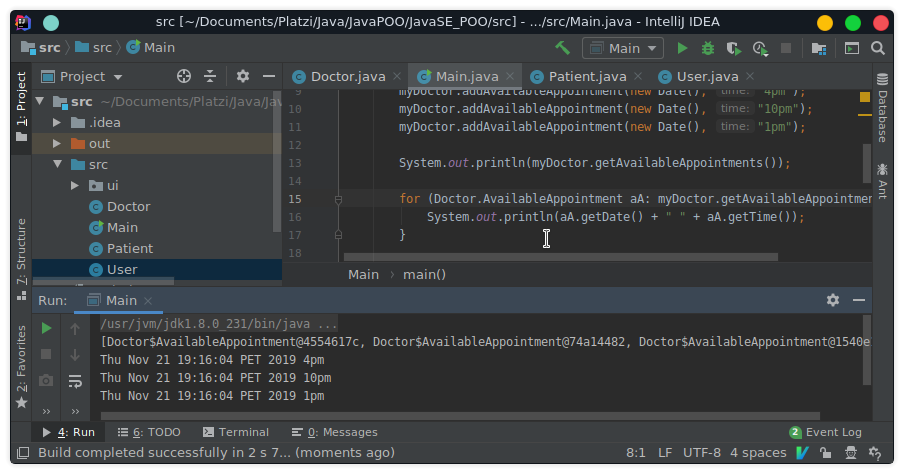 src [~/Documents/Platzi/Java/JavaPOO/JavaSE_POO/src] - .../src/Main.java - IntelliJ IDEA
src › src › Main
Main
Project
Doctor.java
Main.java
Patient.java
User.java
1: Project
7: Structure
2: Favorites
Database
Ant
src ~/Documents/Platzi/Java/Jav
.idea
out
src
ui
Doctor
Main
Patient
User
9 myDoctor.addAvailableAppointment(new Date(), time: "4pm");
10 myDoctor.addAvailableAppointment(new Date(), time: "10pm");
11 myDoctor.addAvailableAppointment(new Date(), time: "1pm");
12
13 System.out.println(myDoctor.getAvailableAppointments());
14
15 for (Doctor.AvailableAppointment aA: myDoctor.getAvailableAppointmen
16 System.out.println(aA.getDate() + " " + aA.getTime());
17 }
18
Main › main()
Run: Main
/usr/jvm/jdk1.8.0_231/bin/java ...
[Doctor$AvailableAppointment@4554617c, Doctor$AvailableAppointment@74a14482, Doctor$AvailableAppointment@1540e
Thu Nov 21 19:16:04 PET 2019 4pm
Thu Nov 21 19:16:04 PET 2019 10pm
Thu Nov 21 19:16:04 PET 2019 1pm
4: Run
6: TODO
Terminal
0: Messages
2 Event Log
Build completed successfully in 2 s 7... (moments ago)
8:1 LF UTF-8 4 spaces